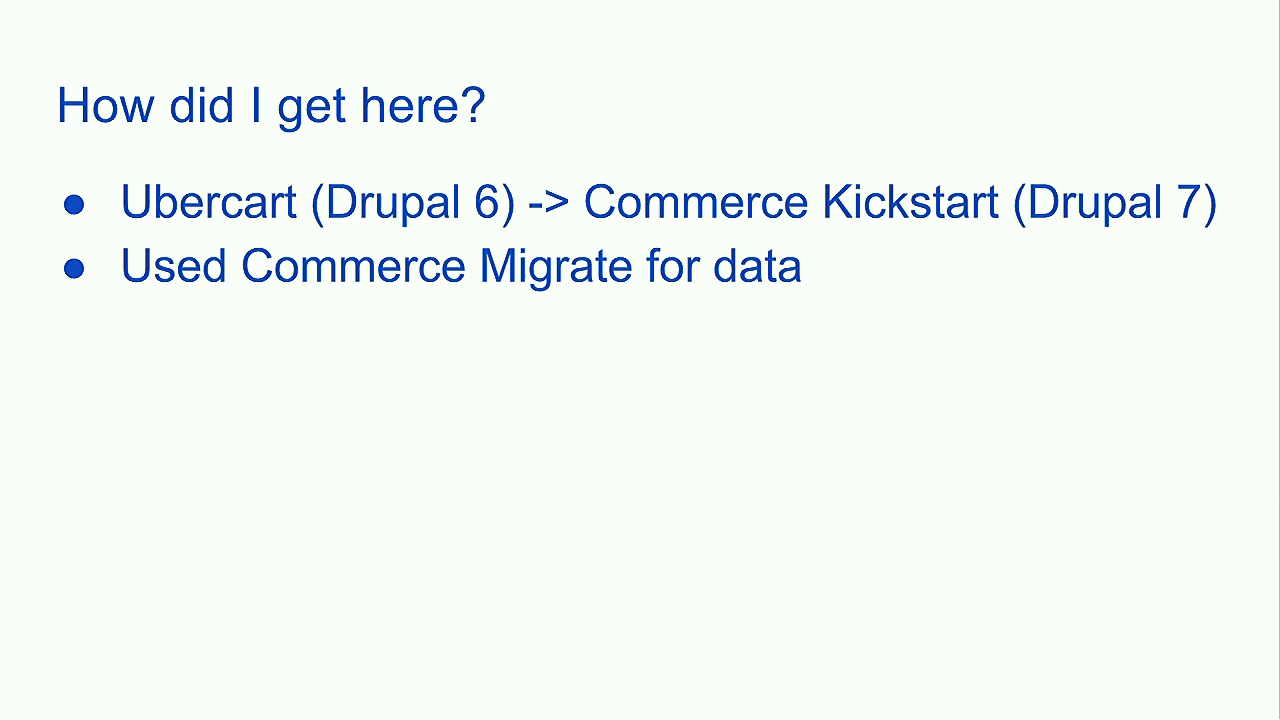 How did I get here?
● Ubercart (Drupal 6) -> Commerce Kickstart (Drupal 7)
● Used Commerce Migrate for data